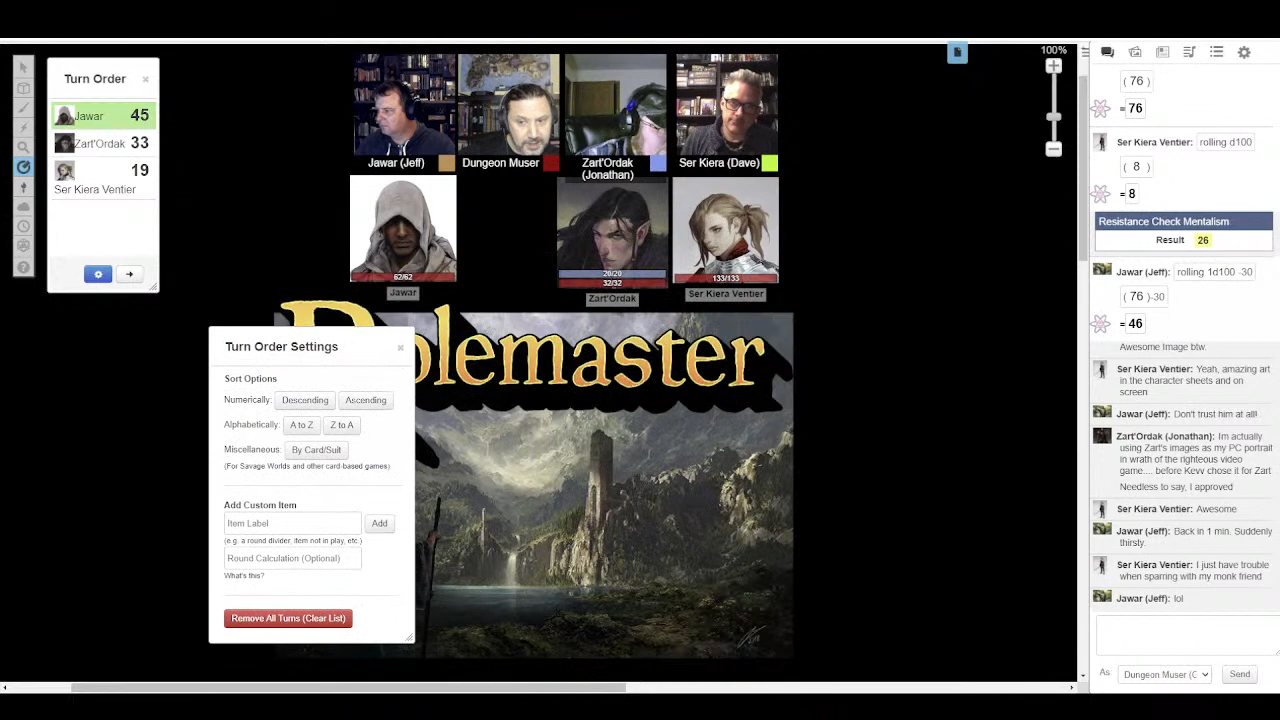 Turn Order
Jawar 45
Zart'Ordak 33
19
Ser Kiera Ventier
Jawar (Jeff)
Dungeon Muser
Zart'Ordak
(Jonathan)
Ser Kiera (Dave)
62/62
20/20
32/32
133/133
Jawar
Zart'Ordak
Ser Kiera Ventier
100%
olemaster
Turn Order Settings
Sort Options
Numerically: Descending Ascending
Alphabetically: A to Z Z to A
Miscellaneous: By Card/Suit
(For Savage Worlds and other card-based games)
Add Custom Item
Item Label Add
(e.g. a round divider, item not in play, etc.)
Round Calculation (Optional)
What's this?
Remove All Turns (Clear List)
( 76 )
= 76
Ser Kiera Ventier: rolling d100
( 8 )
= 8
Resistance Check Mentalism
Result 26
Jawar (Jeff): rolling 1d100 -30
( 76 )-30
= 46
Awesome Image btw.
Ser Kiera Ventier: Yeah, amazing art
in the character sheets and on
screen
Jawar (Jeff): Don't trust him at all!
Zart'Ordak (Jonathan): Im actually
using Zart's images as my PC portrait
in wrath of the righteous video
game.... before Kevv chose it for Zart
Needless to say, I approved
Ser Kiera Ventier: Awesome
Jawar (Jeff): Back in 1 min. Suddenly
thirsty.
Ser Kiera Ventier: I just have trouble
when sparring with my monk friend
Jawar (Jeff): lol
As: Dungeon Muser (G Send